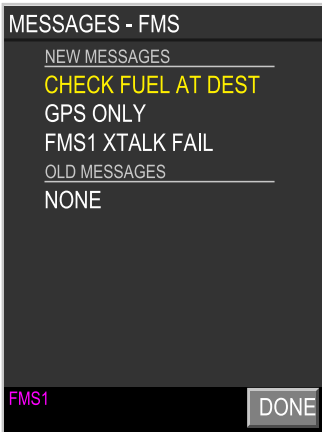 MESSAGES - FMS
NEW MESSAGES
CHECK FUEL AT DEST
GPS ONLY
FMS1 XTALK FAIL
OLD MESSAGES
NONE
FMS1
DONE